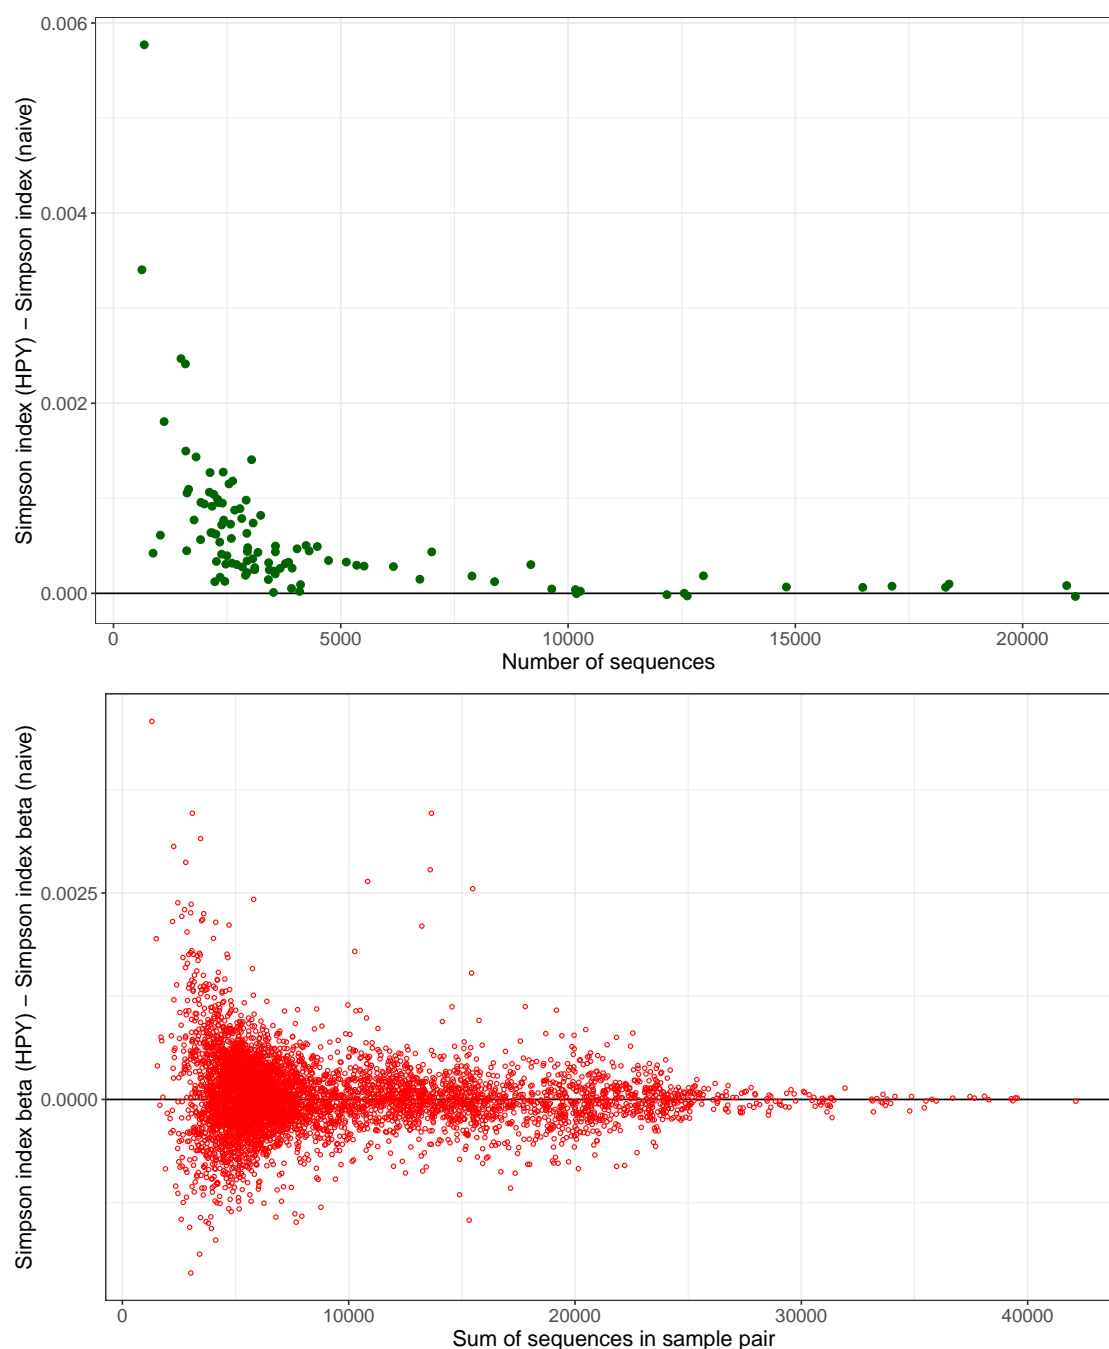 Simpson index (HPY) − Simpson index (naive)
0.006
0.004
0.002
0.000
0 5000 10000 15000 20000
Number of sequences
Simpson index beta (HPY) − Simpson index beta (naive)
0.0025
0.0000
0 10000 20000 30000 40000
Sum of sequences in sample pair